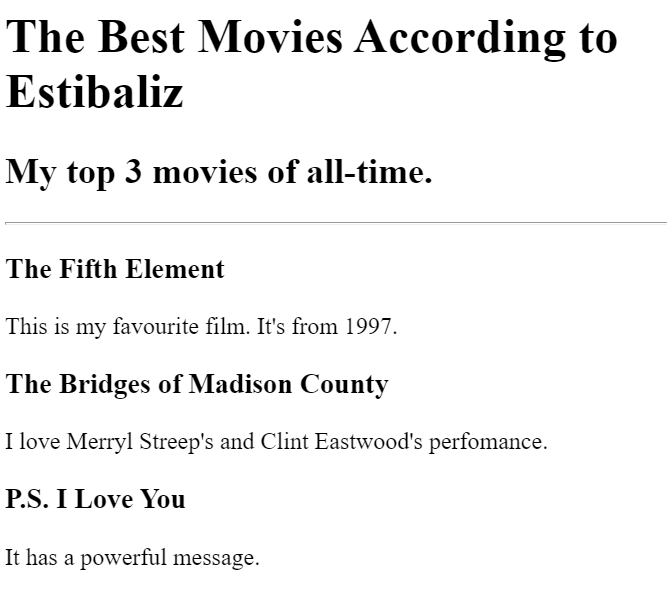 The Best Movies According to
Estibaliz
My top 3 movies of all-time.
The Fifth Element
This is my favourite film. It's from 1997.
The Bridges of Madison County
I love Merryl Streep's and Clint Eastwood's perfomance.
P.S. I Love You
It has a powerful message.